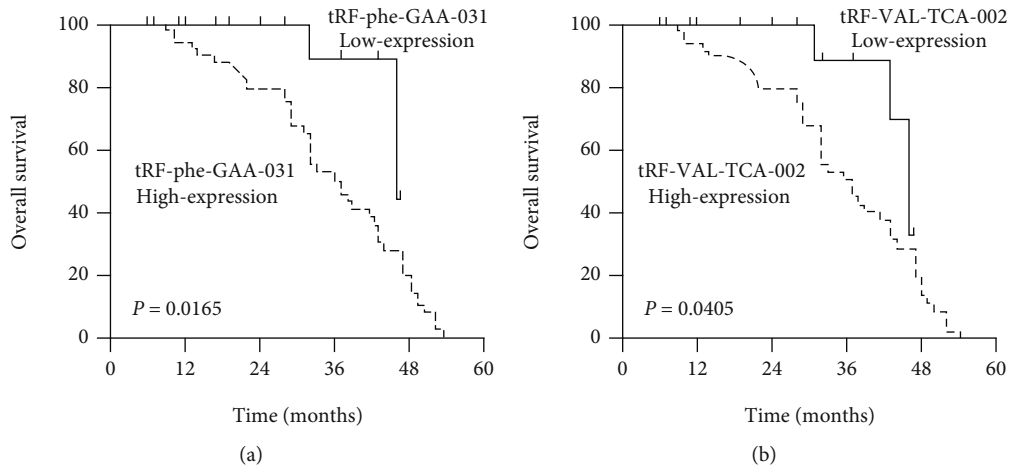 100
80
60
40
20
0
Overall survival
tRF-phe-GAA-031
Low-expression
tRF-phe-GAA-031
High-expression
P = 0.0165
0 12 24 36 48 60
Time (months)
(a)
100
80
60
40
20
0
Overall survival
tRF-VAL-TCA-002
Low-expression
tRF-VAL-TCA-002
High-expression
P = 0.0405
0 12 24 36 48 60
Time (months)
(b)